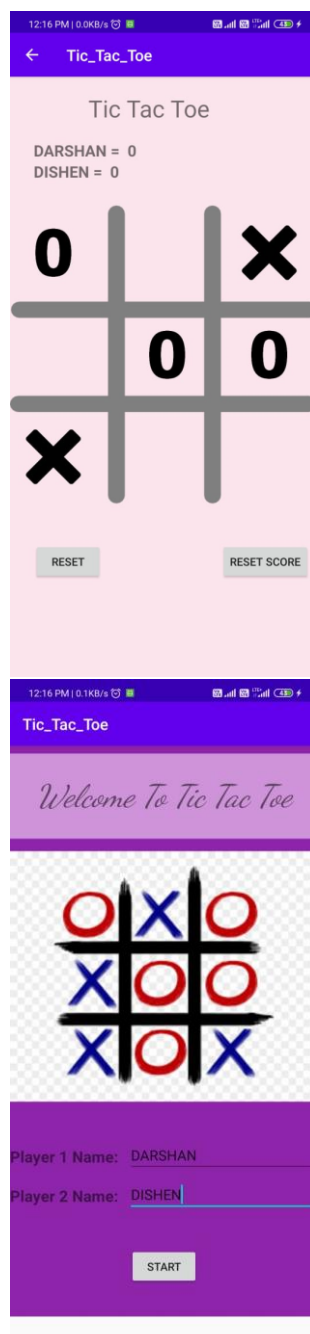 12:16 PM | 0.0KB/s
Tic_Tac_Toe
Tic Tac Toe
DARSHAN = 0
DISHEN = 0
0 X
0 0
X
RESET RESET SCORE
12:16 PM | 0.1KB/s
Tic_Tac_Toe
Welcome To Tic Tac Toe
O X O
X O O
X O X
Player 1 Name: DARSHAN
Player 2 Name: DISHEN
START